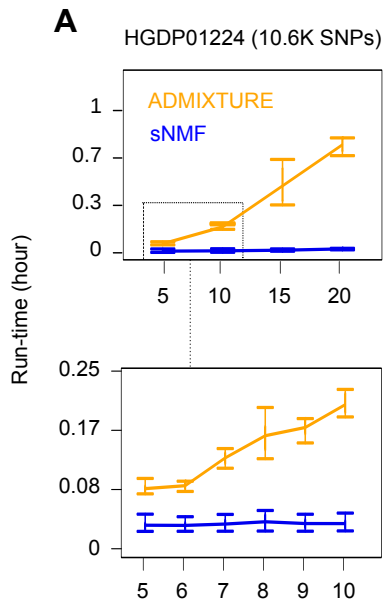 A
HGDP01224 (10.6K SNPs)
1
ADMIXTURE
sNMF
0.7
0.3
0
5 10 15 20
Run-time (hour)
0.25
0.17
0.08
0
5 6 7 8 9 10